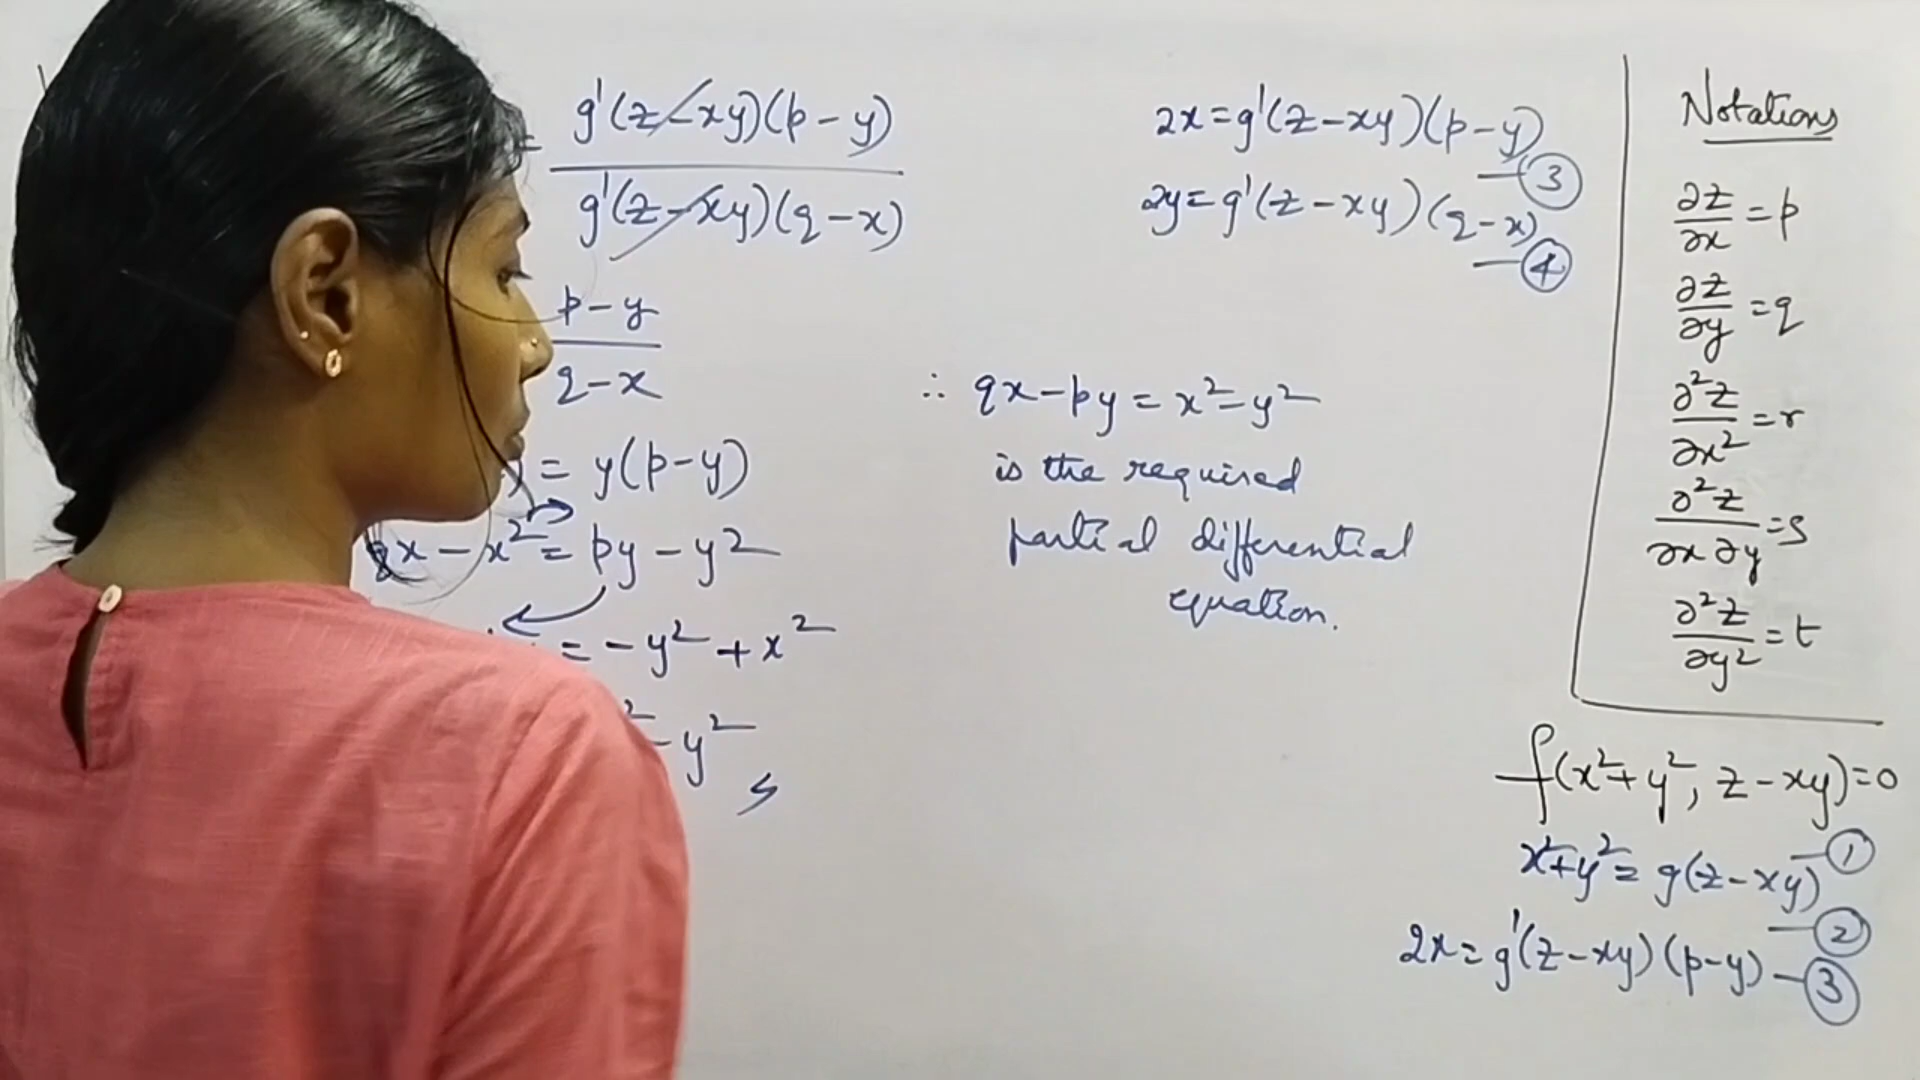 = g'(z-xy)(p-y)
g'(z-xy)(q-x)
p-y
q-x
) = y(p-y)
qx - x² = py - y²
= -y² + x²
² - y²
2x = g'(z-xy)(p-y)
— ③
2y = g'(z-xy)(q-x)
— ④
∴ qx - py = x² - y²
is the required
partial differential
equation.
Notations
∂z/∂x = p
∂z/∂y = q
∂²z/∂x² = r
∂²z/∂x∂y = s
∂²z/∂y² = t
f(x²+y², z-xy)=0
— ①
x²+y² = g(z-xy)
— ②
2x = g'(z-xy)(p-y) — ③